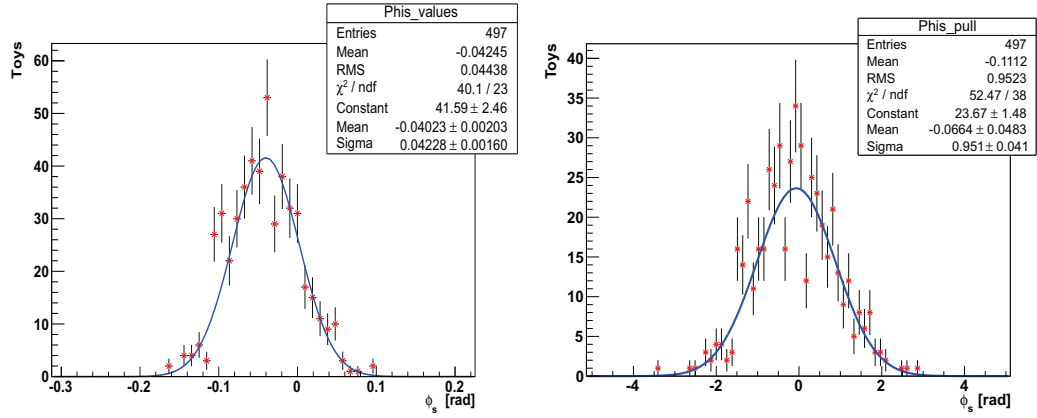 Phis_values
Entries 497
Mean -0.04245
RMS 0.04438
χ² / ndf 40.1 / 23
Constant 41.59 ± 2.46
Mean -0.04023 ± 0.00203
Sigma 0.04228 ± 0.00160
Toys
60
50
40
30
20
10
0
-0.3 -0.2 -0.1 0 0.1 0.2
ϕs [rad]
Phis_pull
Entries 497
Mean -0.1112
RMS 0.9523
χ² / ndf 52.47 / 38
Constant 23.67 ± 1.48
Mean -0.0664 ± 0.0483
Sigma 0.951 ± 0.041
Toys
40
35
30
25
20
15
10
5
0
-4 -2 0 2 4
ϕs [rad]